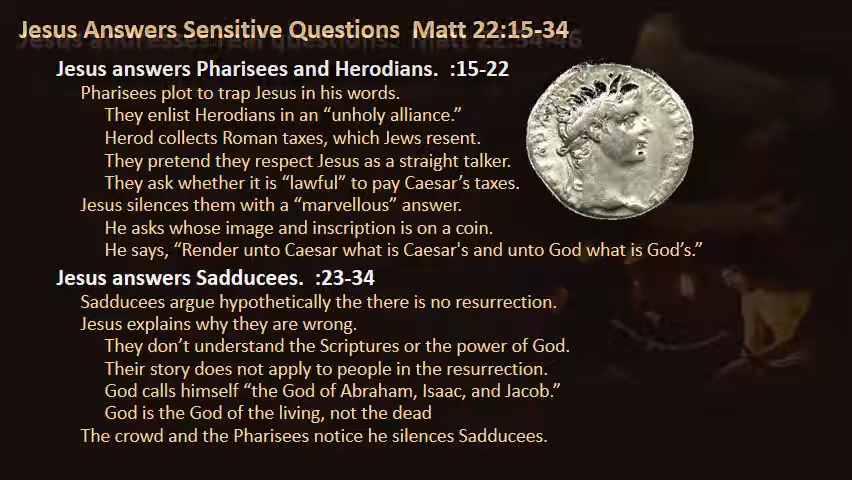 Jesus Answers Sensitive Questions  Matt 22:15-34
Jesus answers Pharisees and Herodians.  :15-22
Pharisees plot to trap Jesus in his words.
They enlist Herodians in an “unholy alliance.”
Herod collects Roman taxes, which Jews resent.
They pretend they respect Jesus as a straight talker.
They ask whether it is “lawful” to pay Caesar’s taxes.
Jesus silences them with a “marvellous” answer.
He asks whose image and inscription is on a coin.
He says, “Render unto Caesar what is Caesar's and unto God what is God’s.”
Jesus answers Sadducees.  :23-34
Sadducees argue hypothetically the there is no resurrection.
Jesus explains why they are wrong.
They don’t understand the Scriptures or the power of God.
Their story does not apply to people in the resurrection.
God calls himself “the God of Abraham, Isaac, and Jacob.”
God is the God of the living, not the dead
The crowd and the Pharisees notice he silences Sadducees.